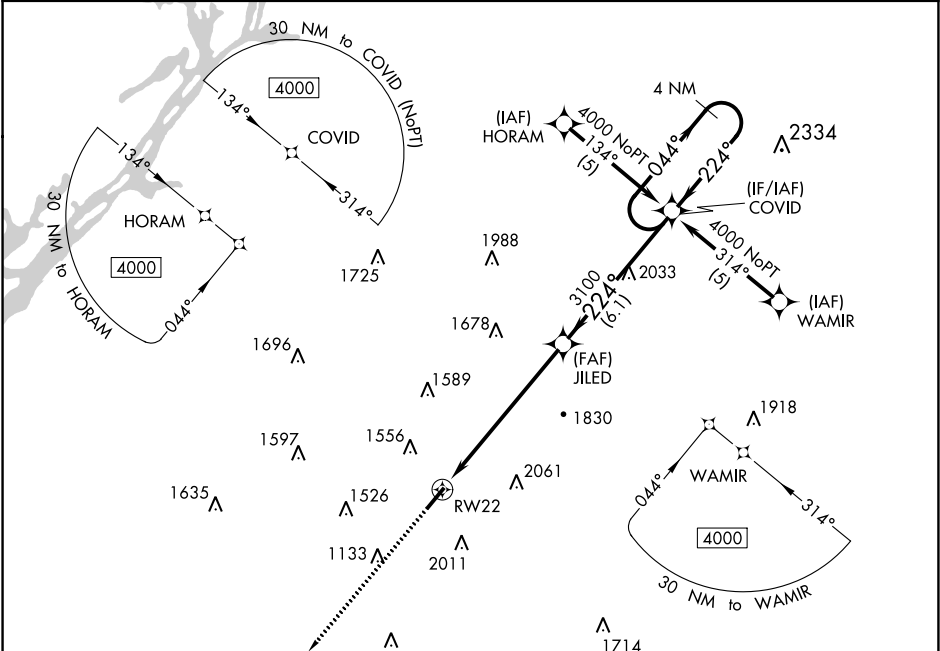 30 NM to COVID (NoPT)
4000
134°
COVID
314°
134°
HORAM
4000
044°
30 NM to HORAM
(IAF)
HORAM
4000 NoPT
134°
(5)
4 NM
044°
224°
2334
(IF/IAF)
COVID
4000 NoPT
314°
(5)
(IAF)
WAMIR
1725
1988
2033
3100
224°
(6.1)
1678
1696
(FAF)
JILED
1589
1830
1918
1597
1556
2061
1635
1526
RW22
1133
2011
044°
WAMIR
314°
4000
30 NM to WAMIR
1714